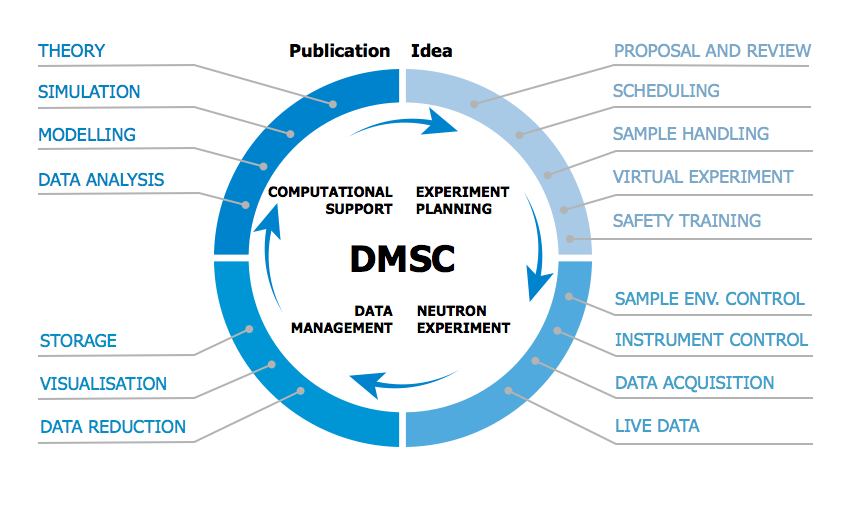 Publication Idea
THEORY
SIMULATION
MODELLING
DATA ANALYSIS
PROPOSAL AND REVIEW
SCHEDULING
SAMPLE HANDLING
VIRTUAL EXPERIMENT
SAFETY TRAINING
COMPUTATIONAL
SUPPORT
EXPERIMENT
PLANNING
DMSC
DATA
MANAGEMENT
NEUTRON
EXPERIMENT
STORAGE
VISUALISATION
DATA REDUCTION
SAMPLE ENV. CONTROL
INSTRUMENT CONTROL
DATA ACQUISITION
LIVE DATA